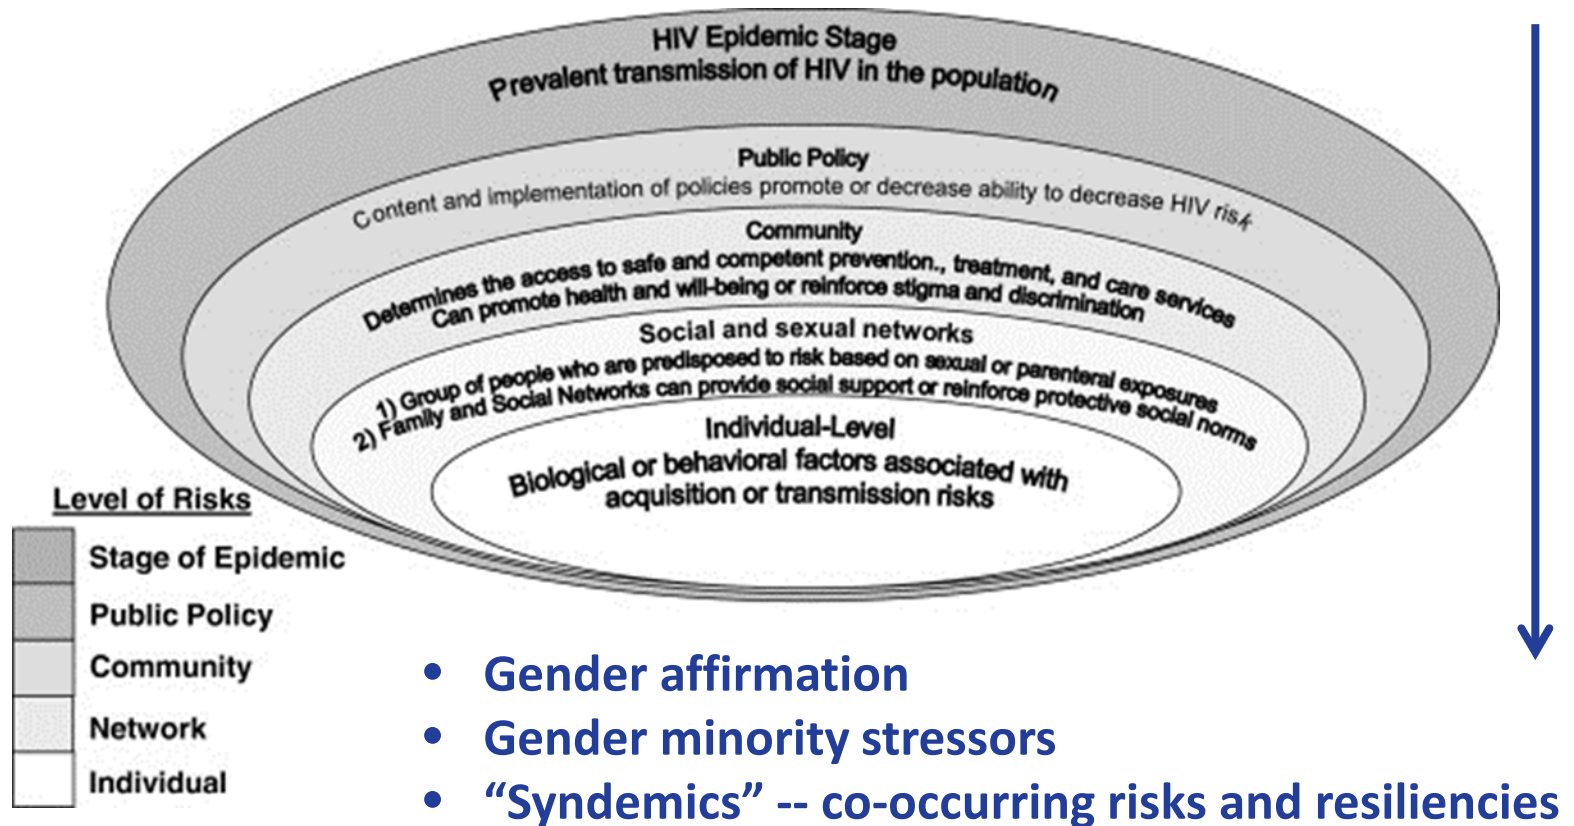 HIV Epidemic Stage
Prevalent transmission of HIV in the population
Public Policy
Content and implementation of policies promote or decrease ability to decrease HIV risk
Community
Determines the access to safe and competent prevention., treatment, and care services
Can promote health and will-being or reinforce stigma and discrimination
Social and sexual networks
1) Group of people who are predisposed to risk based on sexual or parenteral exposures
2) Family and Social Networks can provide social support or reinforce protective social norms
Individual-Level
Biological or behavioral factors associated with
acquisition or transmission risks
Level of Risks
Stage of Epidemic
Public Policy
Community
Network
Individual
• Gender affirmation
• Gender minority stressors
• “Syndemics” -- co-occurring risks and resiliencies